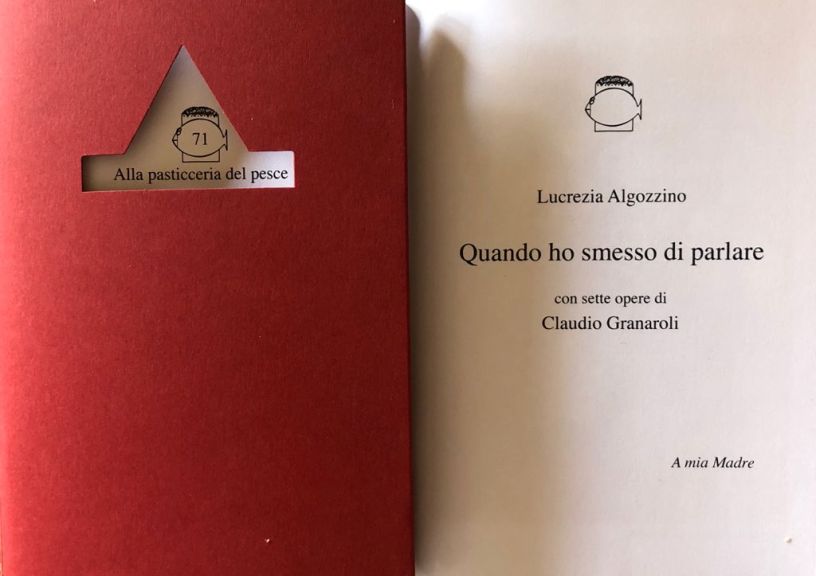 71
Alla pasticceria del pesce
Lucrezia Algozzino
Quando ho smesso di parlare
con sette opere di
Claudio Granaroli
A mia Madre